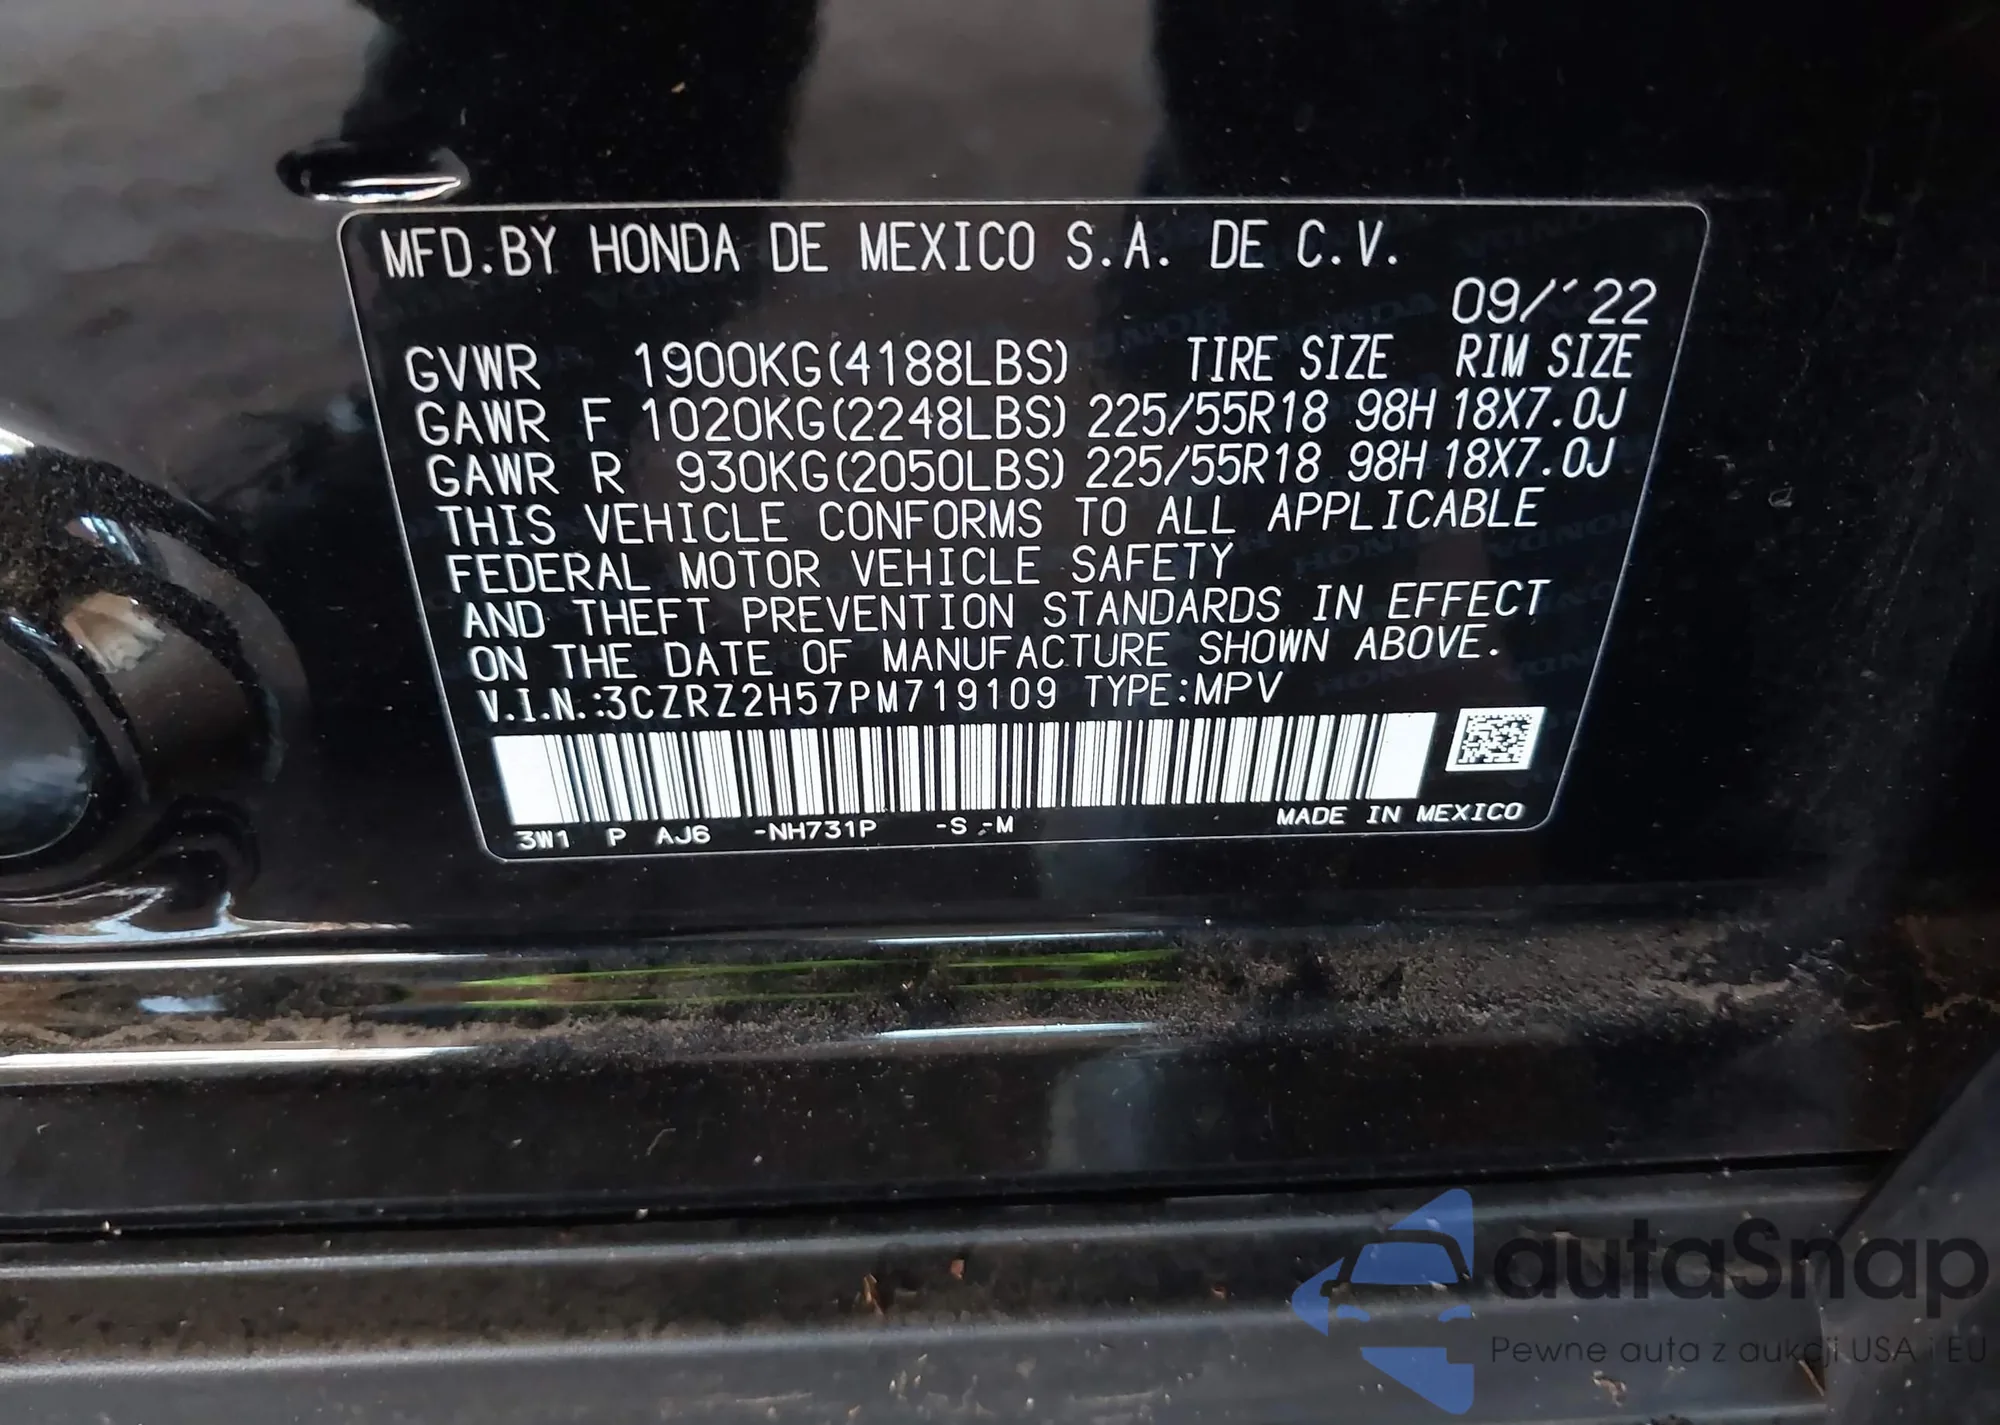 MFD.BY HONDA DE MEXICO S.A. DE C.V.
09/´22
GVWR 1900KG(4188LBS) TIRE SIZE RIM SIZE
GAWR F 1020KG(2248LBS) 225/55R18 98H 18X7.0J
GAWR R 930KG(2050LBS) 225/55R18 98H 18X7.0J
THIS VEHICLE CONFORMS TO ALL APPLICABLE
FEDERAL MOTOR VEHICLE SAFETY
AND THEFT PREVENTION STANDARDS IN EFFECT
ON THE DATE OF MANUFACTURE SHOWN ABOVE.
V.I.N.:3CZRZ2H57PM719109 TYPE:MPV
MADE IN MEXICO
3W1 P AJ6 -NH731P -S -M
autaSnap
Pewne auta z aukcji USA i EU